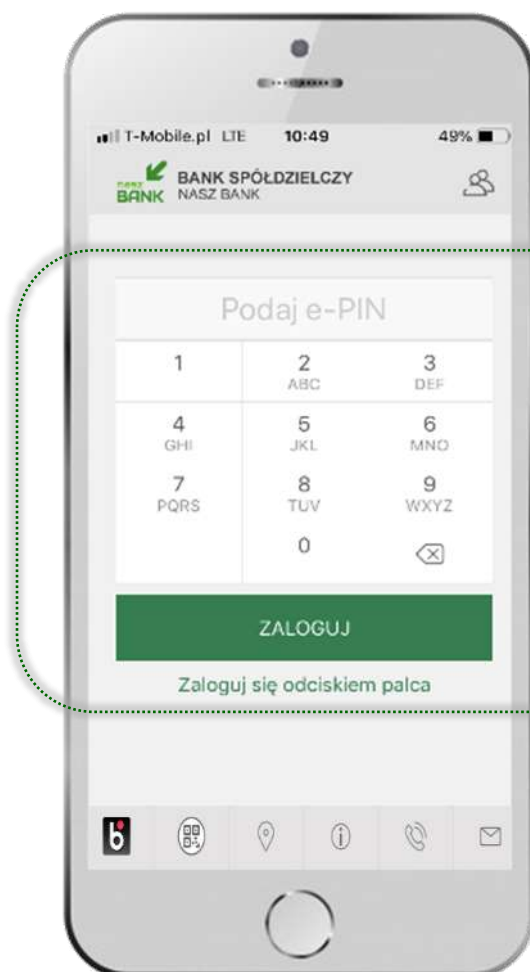 T-Mobile.pl LTE 10:49 49%
nasz BANK BANK SPÓŁDZIELCZY
NASZ BANK
Podaj e-PIN
1 2 3
ABC DEF
4 5 6
GHI JKL MNO
7 8 9
PQRS TUV WXYZ
0
ZALOGUJ
Zaloguj się odciskiem palca
b